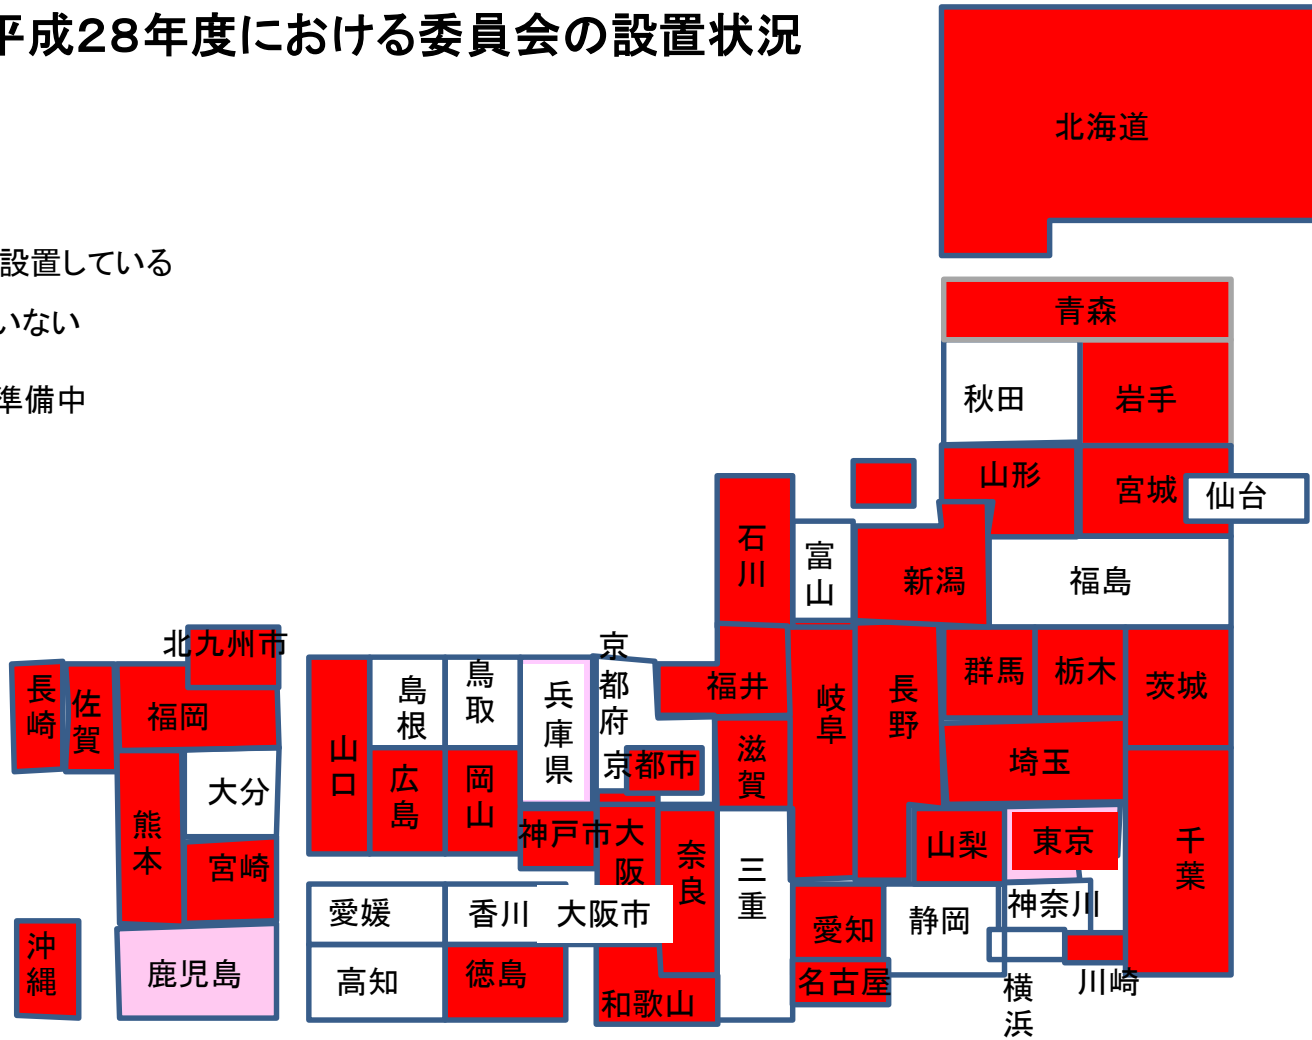 平成28年度における委員会の設置状況
北海道
設置している
いない
準備中
青森
秋田
岩手
山形
宮城
仙台
石川
富山
新潟
福島
北九州市
京都府
長崎
佐賀
福岡
山口
島根
鳥取
兵庫県
福井
岐阜
長野
群馬
栃木
茨城
大分
広島
岡山
京都市
滋賀
埼玉
熊本
宮崎
神戸市
大阪
奈良
三重
山梨
東京
千葉
愛媛
香川
大阪市
愛知
静岡
神奈川
沖縄
鹿児島
高知
徳島
和歌山
名古屋
横浜
川崎